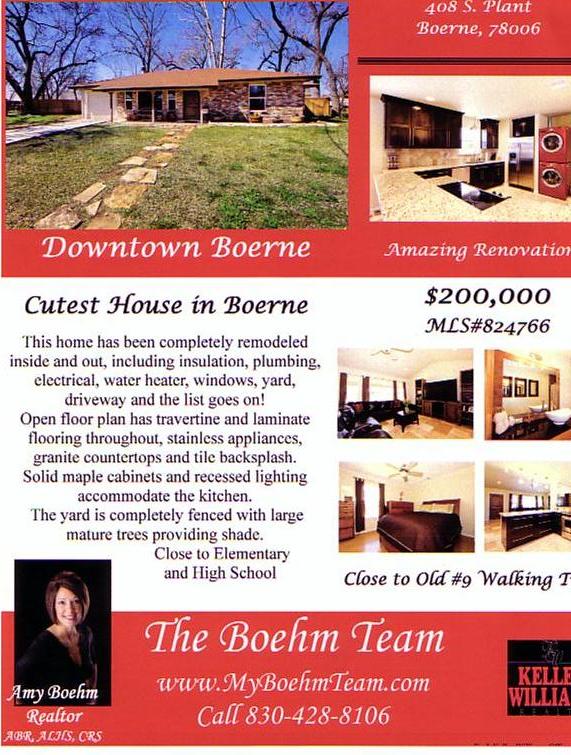 408 S. Plant
Boerne, 78006
Downtown Boerne
Amazing Renovation
Cutest House in Boerne
$200,000
MLS#824766
This home has been completely remodeled
inside and out, including insulation, plumbing,
electrical, water heater, windows, yard,
driveway and the list goes on!
Open floor plan has travertine and laminate
flooring throughout, stainless appliances,
granite countertops and tile backsplash.
Solid maple cabinets and recessed lighting
accommodate the kitchen.
The yard is completely fenced with large
mature trees providing shade.
Close to Elementary
and High School
Close to Old #9 Walking T
The Boehm Team
www.MyBoehmTeam.com
Call 830-428-8106
Amy Boehm
Realtor
ABR, ALHS, CRS
KELLE
WILLIA
REALT